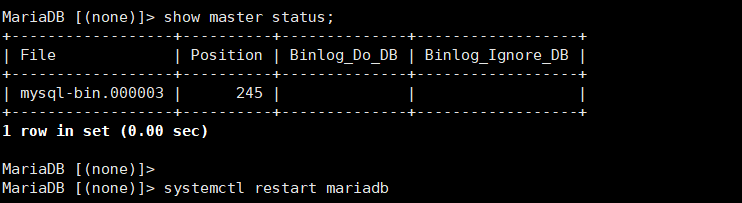 MariaDB [(none)]> show master status;
+------------------+----------+--------------+------------------+
| File             | Position | Binlog_Do_DB | Binlog_Ignore_DB |
+------------------+----------+--------------+------------------+
| mysql-bin.000003 |      245 |              |                  |
+------------------+----------+--------------+------------------+
1 row in set (0.00 sec)

MariaDB [(none)]>
MariaDB [(none)]> systemctl restart mariadb